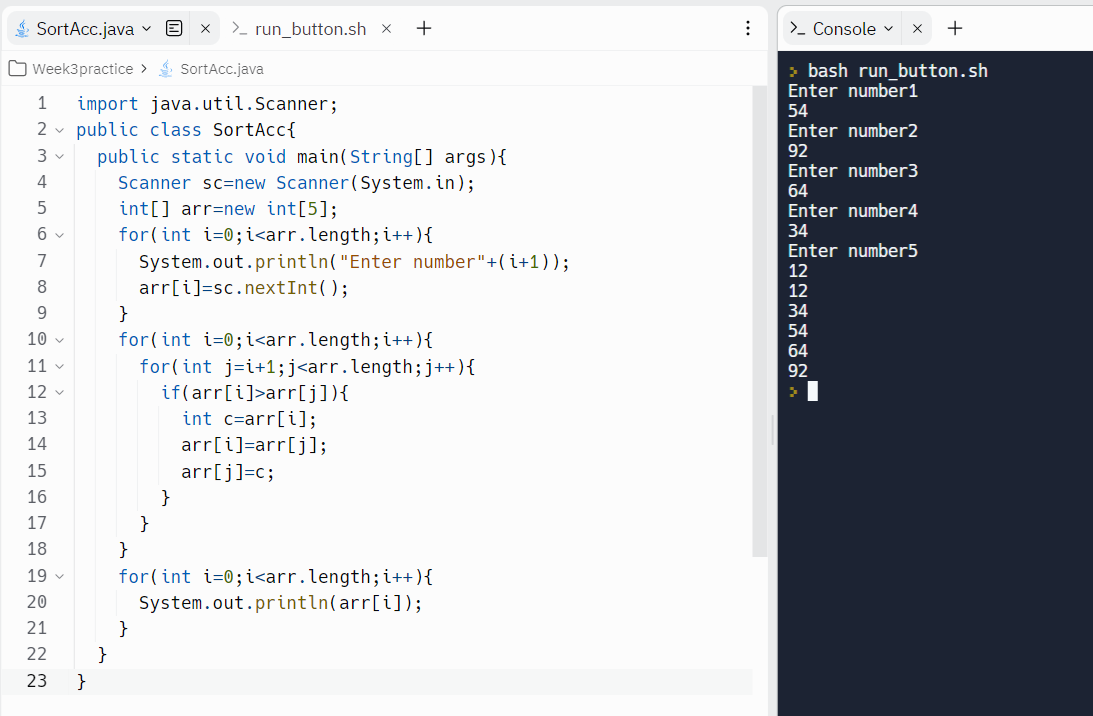 SortAcc.java
>_ run_button.sh
Week3practice > SortAcc.java
1 import java.util.Scanner;
2 public class SortAcc{
3 public static void main(String[] args){
4 Scanner sc=new Scanner(System.in);
5 int[] arr=new int[5];
6 for(int i=0;i<arr.length;i++){
7 System.out.println("Enter number"+(i+1));
8 arr[i]=sc.nextInt();
9 }
10 for(int i=0;i<arr.length;i++){
11 for(int j=i+1;j<arr.length;j++){
12 if(arr[i]>arr[j]){
13 int c=arr[i];
14 arr[i]=arr[j];
15 arr[j]=c;
16 }
17 }
18 }
19 for(int i=0;i<arr.length;i++){
20 System.out.println(arr[i]);
21 }
22 }
23 }
>_ Console
> bash run_button.sh
Enter number1
54
Enter number2
92
Enter number3
64
Enter number4
34
Enter number5
12
12
34
54
64
92
>